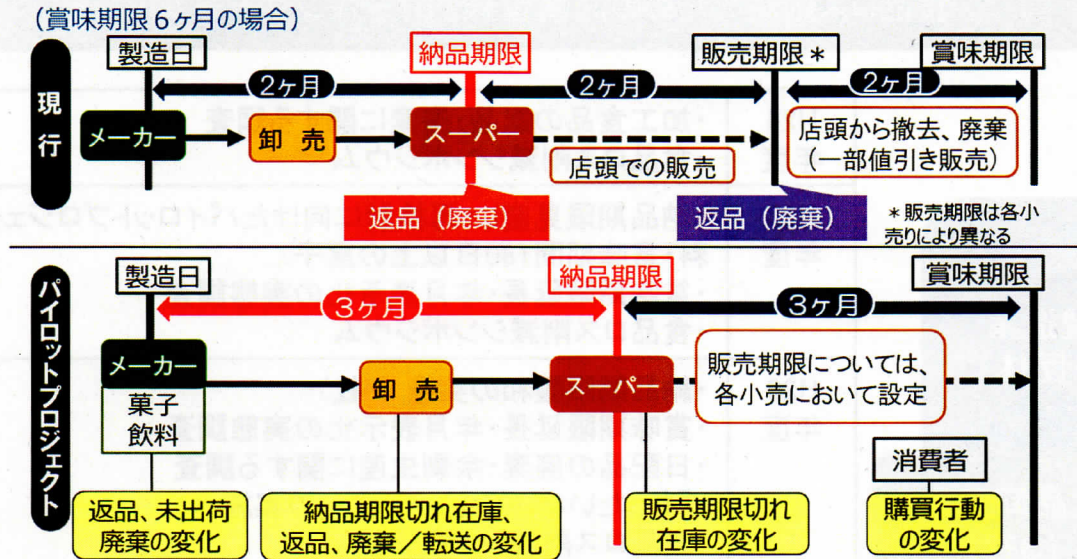 （賞味期限６ヶ月の場合）
現行
製造日
納品期限
販売期限＊
賞味期限
2ヶ月
2ヶ月
2ヶ月
メーカー
卸 売
スーパー
店頭での販売
店頭から撤去、廃棄
（一部値引き販売）
返品（廃棄）
返品（廃棄）
＊販売期限は各小
売りにより異なる
パイロットプロジェクト
製造日
納品期限
賞味期限
3ヶ月
3ヶ月
メーカー
菓子
飲料
卸 売
スーパー
販売期限については、
各小売において設定
消費者
返品、未出荷
廃棄の変化
納品期限切れ在庫、
返品、廃棄／転送の変化
販売期限切れ
在庫の変化
購買行動
の変化